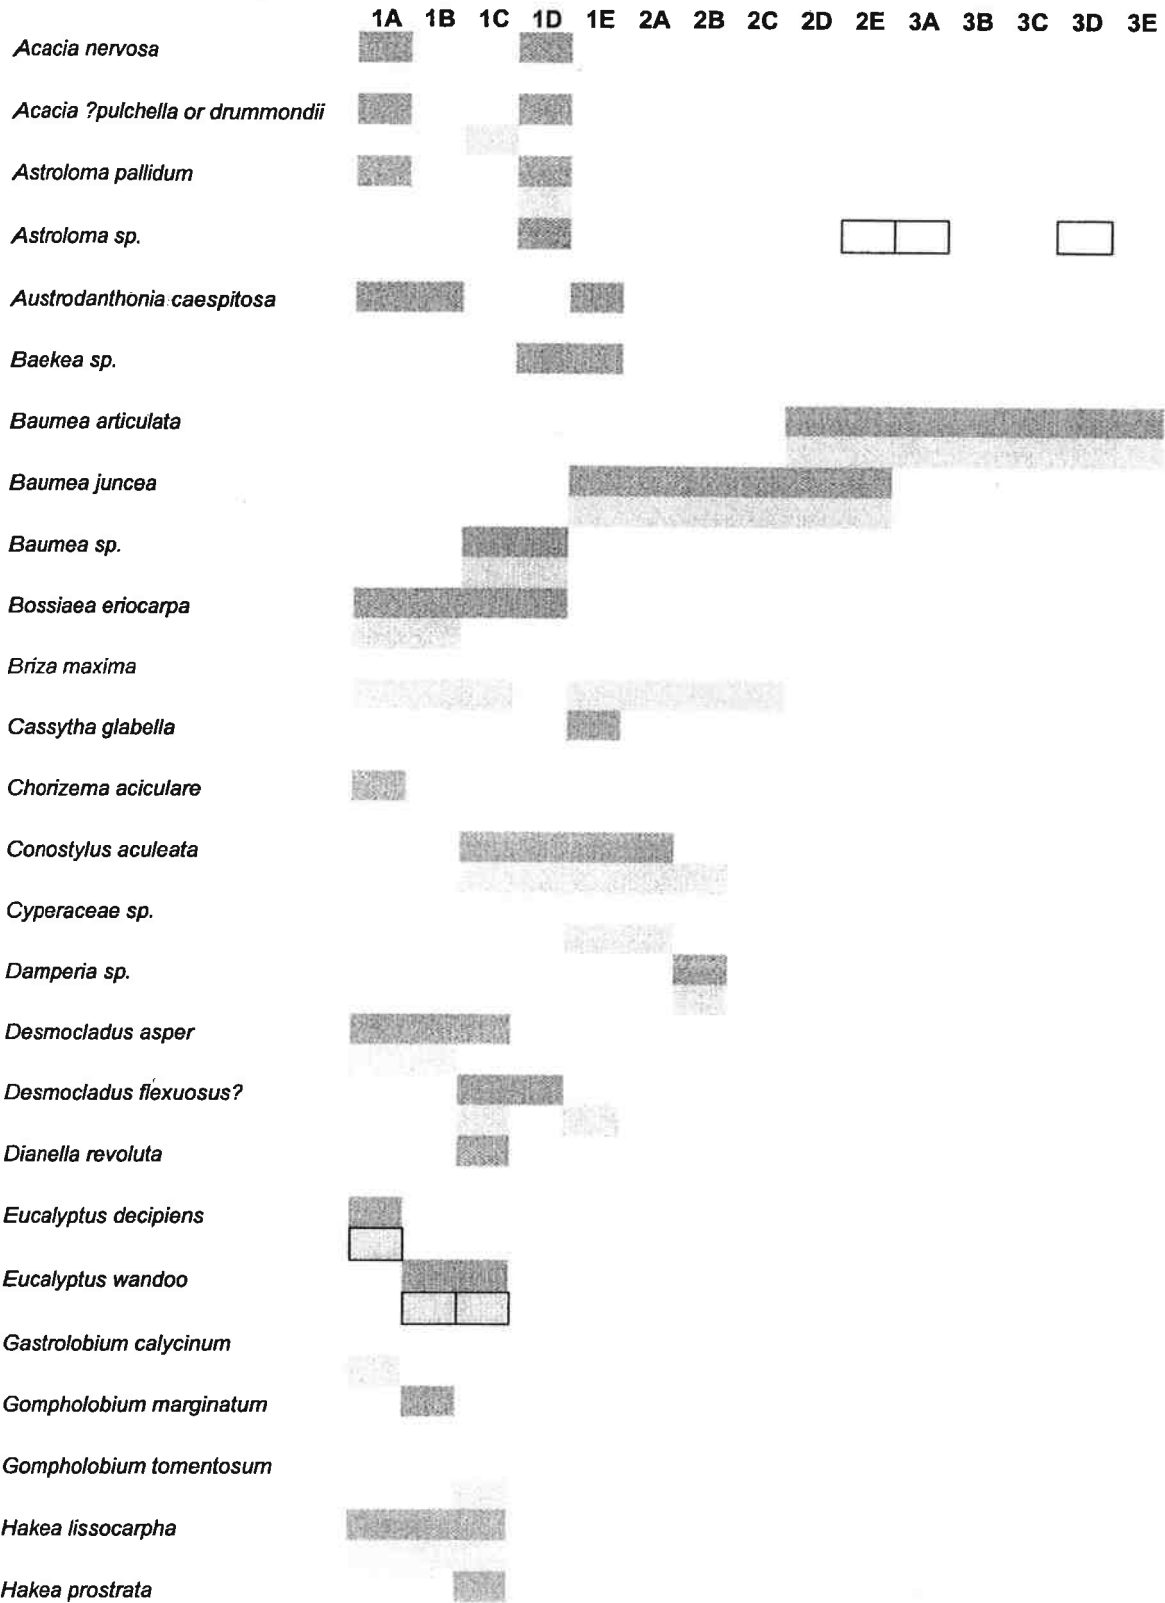 1A 1B 1C 1D 1E 2A 2B 2C 2D 2E 3A 3B 3C 3D 3E
Acacia nervosa
Acacia ?pulchella or drummondii
Astroloma pallidum
Astroloma sp.
Austrodanthonia caespitosa
Baekea sp.
Baumea articulata
Baumea juncea
Baumea sp.
Bossiaea eriocarpa
Briza maxima
Cassytha glabella
Chorizema aciculare
Conostylus aculeata
Cyperaceae sp.
Damperia sp.
Desmocladus asper
Desmocladus flexuosus?
Dianella revoluta
Eucalyptus decipiens
Eucalyptus wandoo
Gastrolobium calycinum
Gompholobium marginatum
Gompholobium tomentosum
Hakea lissocarpha
Hakea prostrata